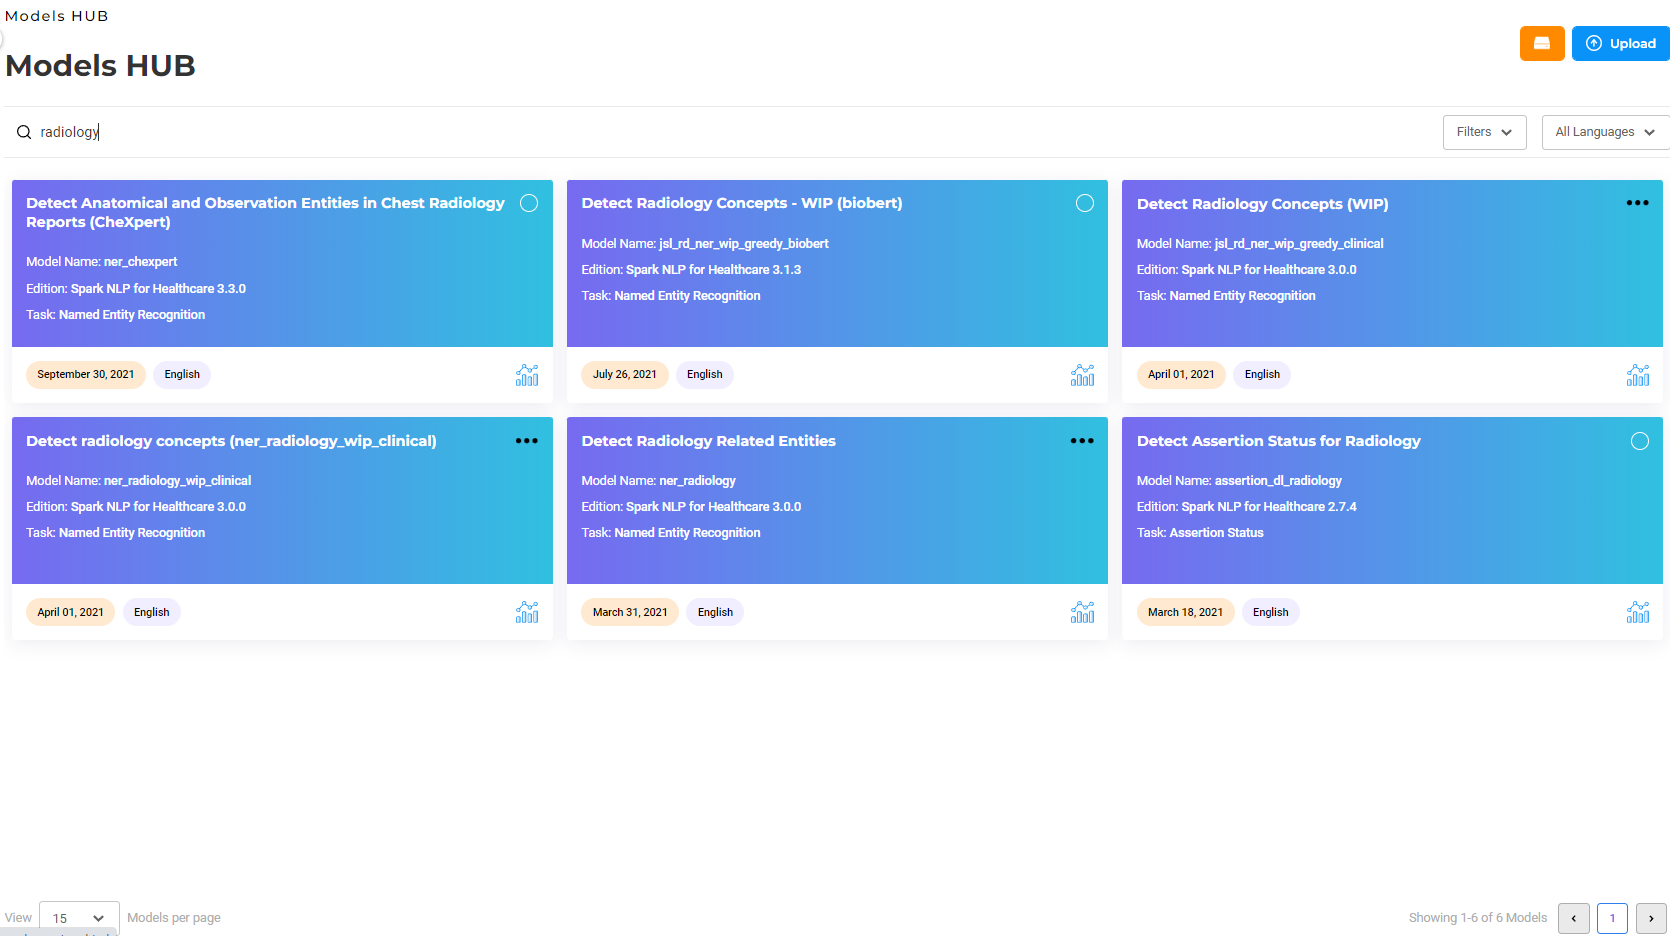 Models HUB
Models HUB
Upload
radiology
Filters
All Languages
Detect Anatomical and Observation Entities in Chest Radiology
Reports (CheXpert)
Model Name: ner_chexpert
Edition: Spark NLP for Healthcare 3.3.0
Task: Named Entity Recognition
September 30, 2021
English
Detect Radiology Concepts - WIP (biobert)
Model Name: jsl_rd_ner_wip_greedy_biobert
Edition: Spark NLP for Healthcare 3.1.3
Task: Named Entity Recognition
July 26, 2021
English
Detect Radiology Concepts (WIP)
Model Name: jsl_rd_ner_wip_greedy_clinical
Edition: Spark NLP for Healthcare 3.0.0
Task: Named Entity Recognition
April 01, 2021
English
Detect radiology concepts (ner_radiology_wip_clinical)
Model Name: ner_radiology_wip_clinical
Edition: Spark NLP for Healthcare 3.0.0
Task: Named Entity Recognition
April 01, 2021
English
Detect Radiology Related Entities
Model Name: ner_radiology
Edition: Spark NLP for Healthcare 3.0.0
Task: Named Entity Recognition
March 31, 2021
English
Detect Assertion Status for Radiology
Model Name: assertion_dl_radiology
Edition: Spark NLP for Healthcare 2.7.4
Task: Assertion Status
March 18, 2021
English
View 15 Models per page
Showing 1-6 of 6 Models
1